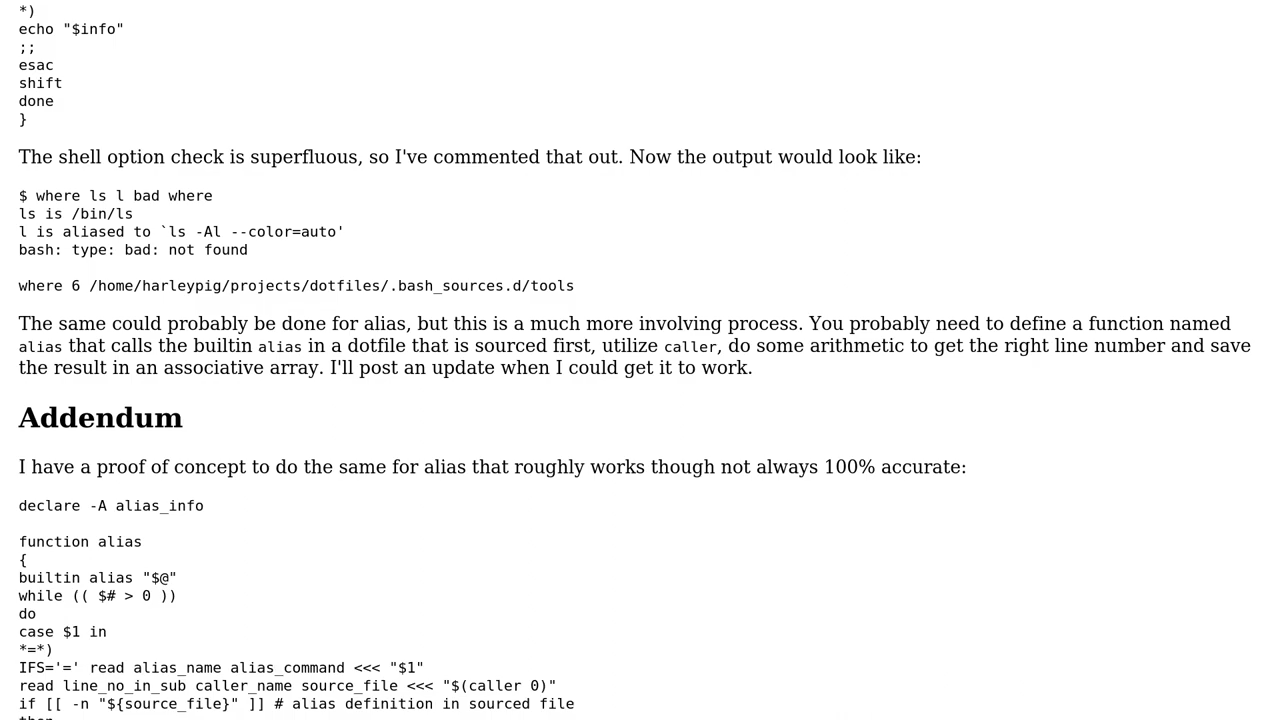 *)
echo "$info"
;;
esac
shift
done
}
The shell option check is superfluous, so I've commented that out. Now the output would look like:
$ where ls l bad where
ls is /bin/ls
l is aliased to `ls -Al --color=auto'
bash: type: bad: not found
where 6 /home/harleypig/projects/dotfiles/.bash_sources.d/tools
The same could probably be done for alias, but this is a much more involving process. You probably need to define a function named
alias that calls the builtin alias in a dotfile that is sourced first, utilize caller, do some arithmetic to get the right line number and save
the result in an associative array. I'll post an update when I could get it to work.
Addendum
I have a proof of concept to do the same for alias that roughly works though not always 100% accurate:
declare -A alias_info
function alias
{
builtin alias "$@"
while (( $# > 0 ))
do
case $1 in
*=*)
IFS='=' read alias_name alias_command <<< "$1"
read line_no_in_sub caller_name source_file <<< "$(caller 0)"
if [[ -n "${source_file}" ]] # alias definition in sourced file
then